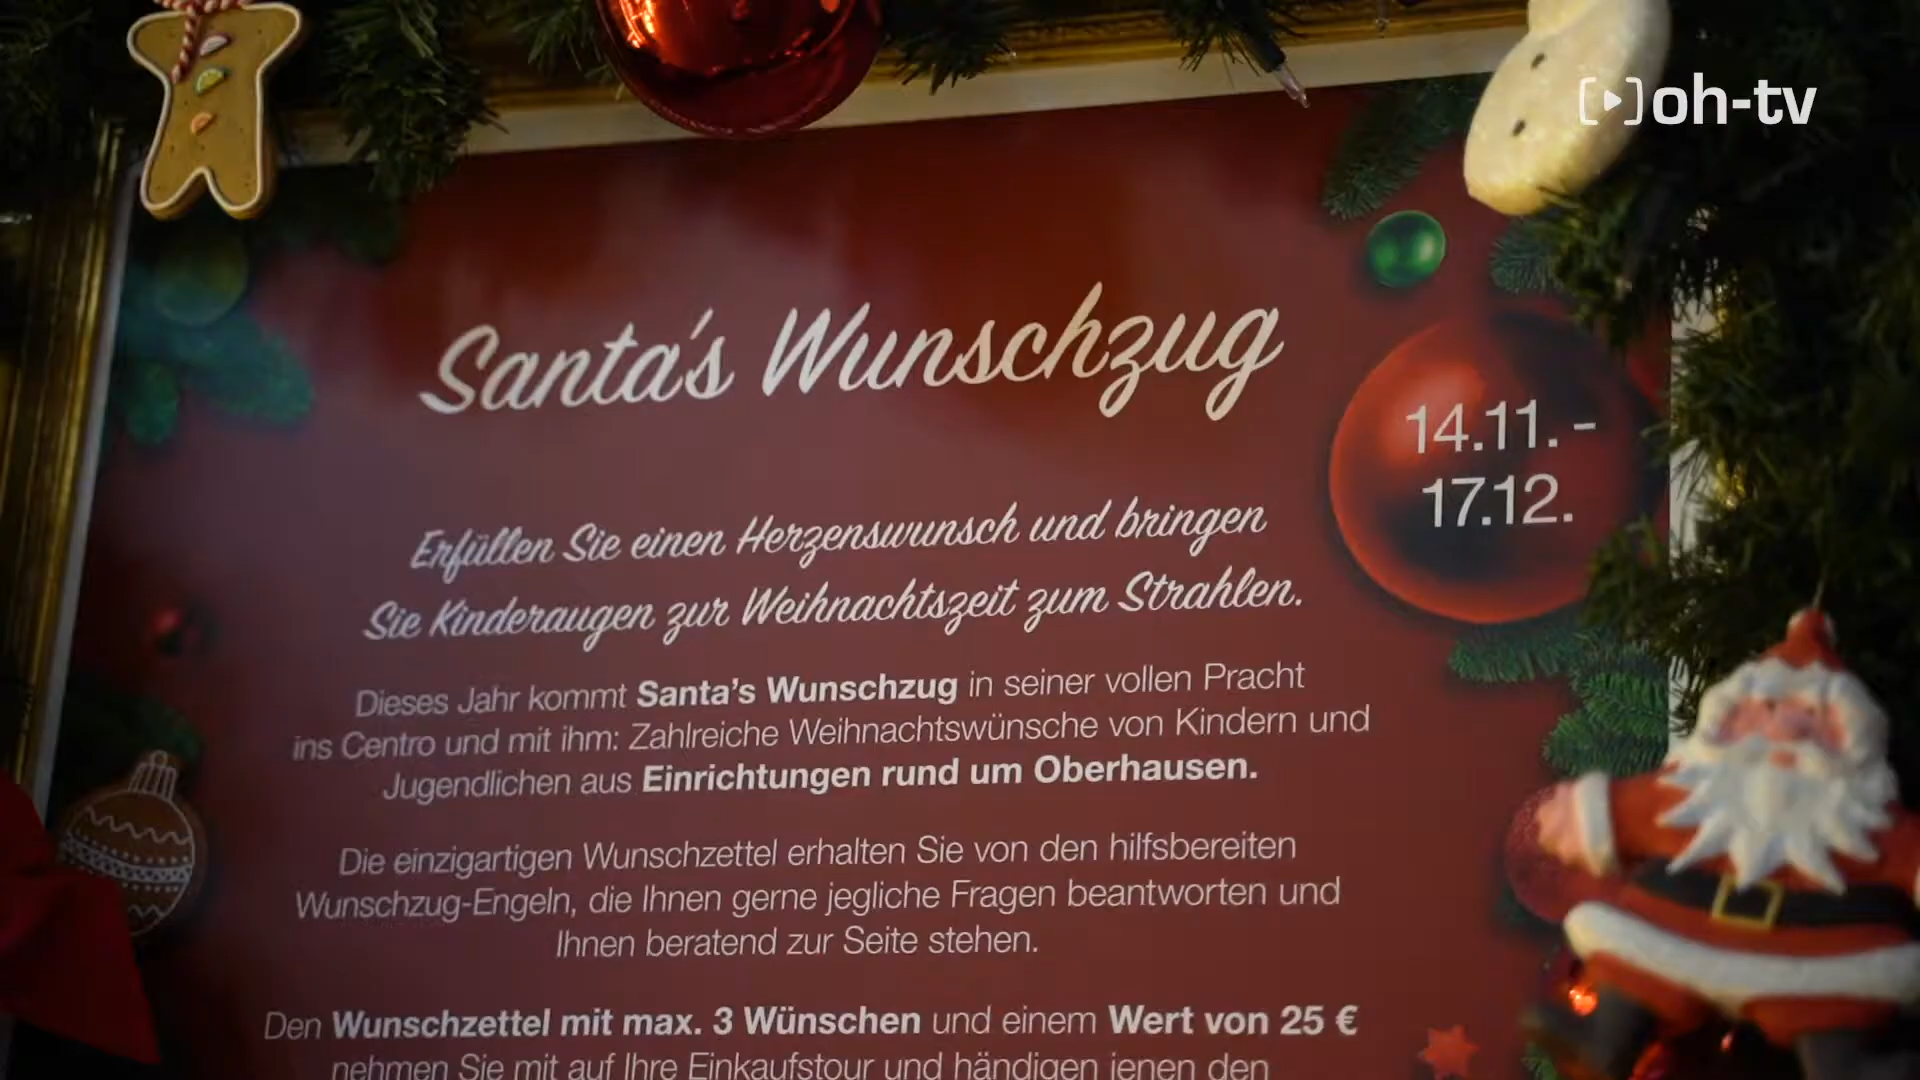 oh-tv
Santa's Wunschzug
14.11. -
17.12.
Erfüllen Sie einen Herzenswunsch und bringen
Sie Kinderaugen zur Weihnachtszeit zum Strahlen.
Dieses Jahr kommt Santa's Wunschzug in seiner vollen Pracht
ins Centro und mit ihm: Zahlreiche Weihnachtswünsche von Kindern und
Jugendlichen aus Einrichtungen rund um Oberhausen.
Die einzigartigen Wunschzettel erhalten Sie von den hilfsbereiten
Wunschzug-Engeln, die Ihnen gerne jegliche Fragen beantworten und
Ihnen beratend zur Seite stehen.
Den Wunschzettel mit max. 3 Wünschen und einem Wert von 25 €
nehmen Sie mit auf Ihre Einkaufstour und händigen jenen den